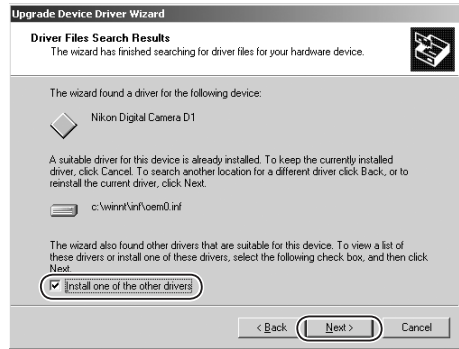 Upgrade Device Driver Wizard
Driver Files Search Results
The wizard has finished searching for driver files for your hardware device.
The wizard found a driver for the following device:
Nikon Digital Camera D1
A suitable driver for this device is already installed. To keep the currently installed
driver, click Cancel. To search another location for a different driver click Back, or to
reinstall the current driver, click Next.
c:\winnt\inf\oem0.inf
The wizard also found other drivers that are suitable for this device. To view a list of
these drivers or install one of these drivers, select the following check box, and then click
Next.
Install one of the other drivers
< Back Next > Cancel